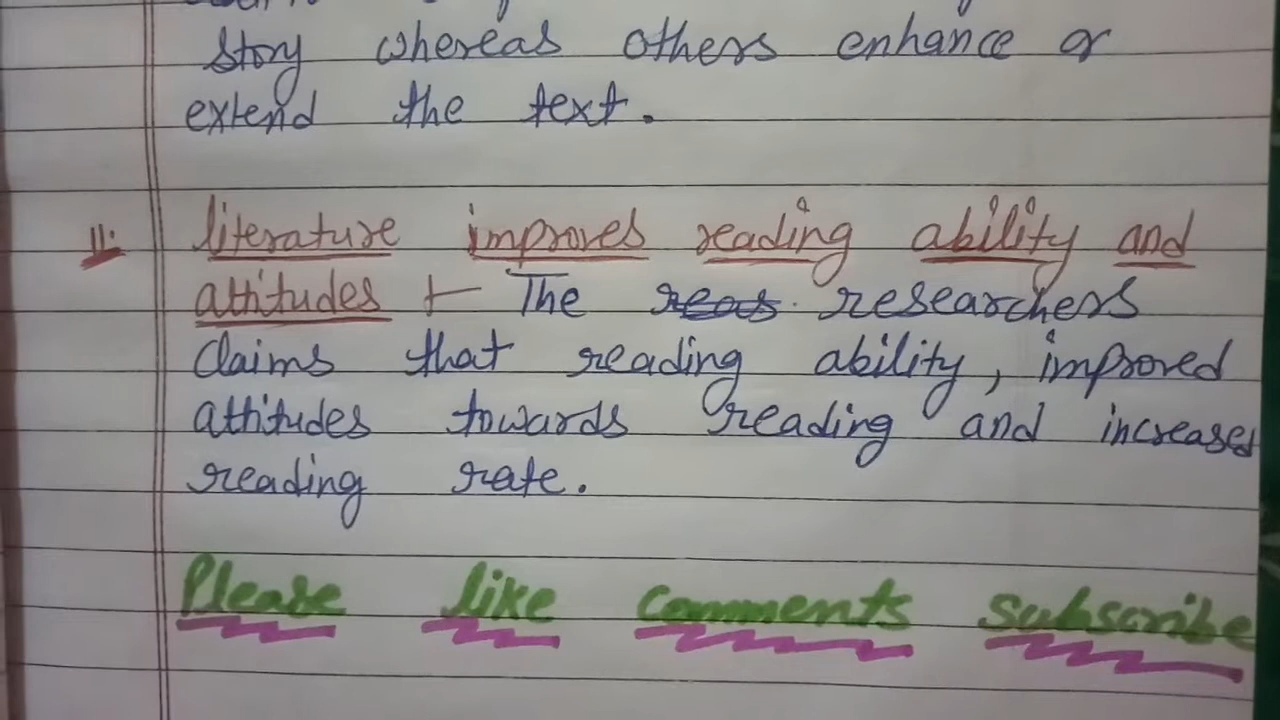 story whereas others enhance or
extend the text.
11. literature improves reading ability and
attitudes :- The researchers
claims that reading ability, improved
attitudes towards reading and increased
reading rate.
Please like comments subscribe